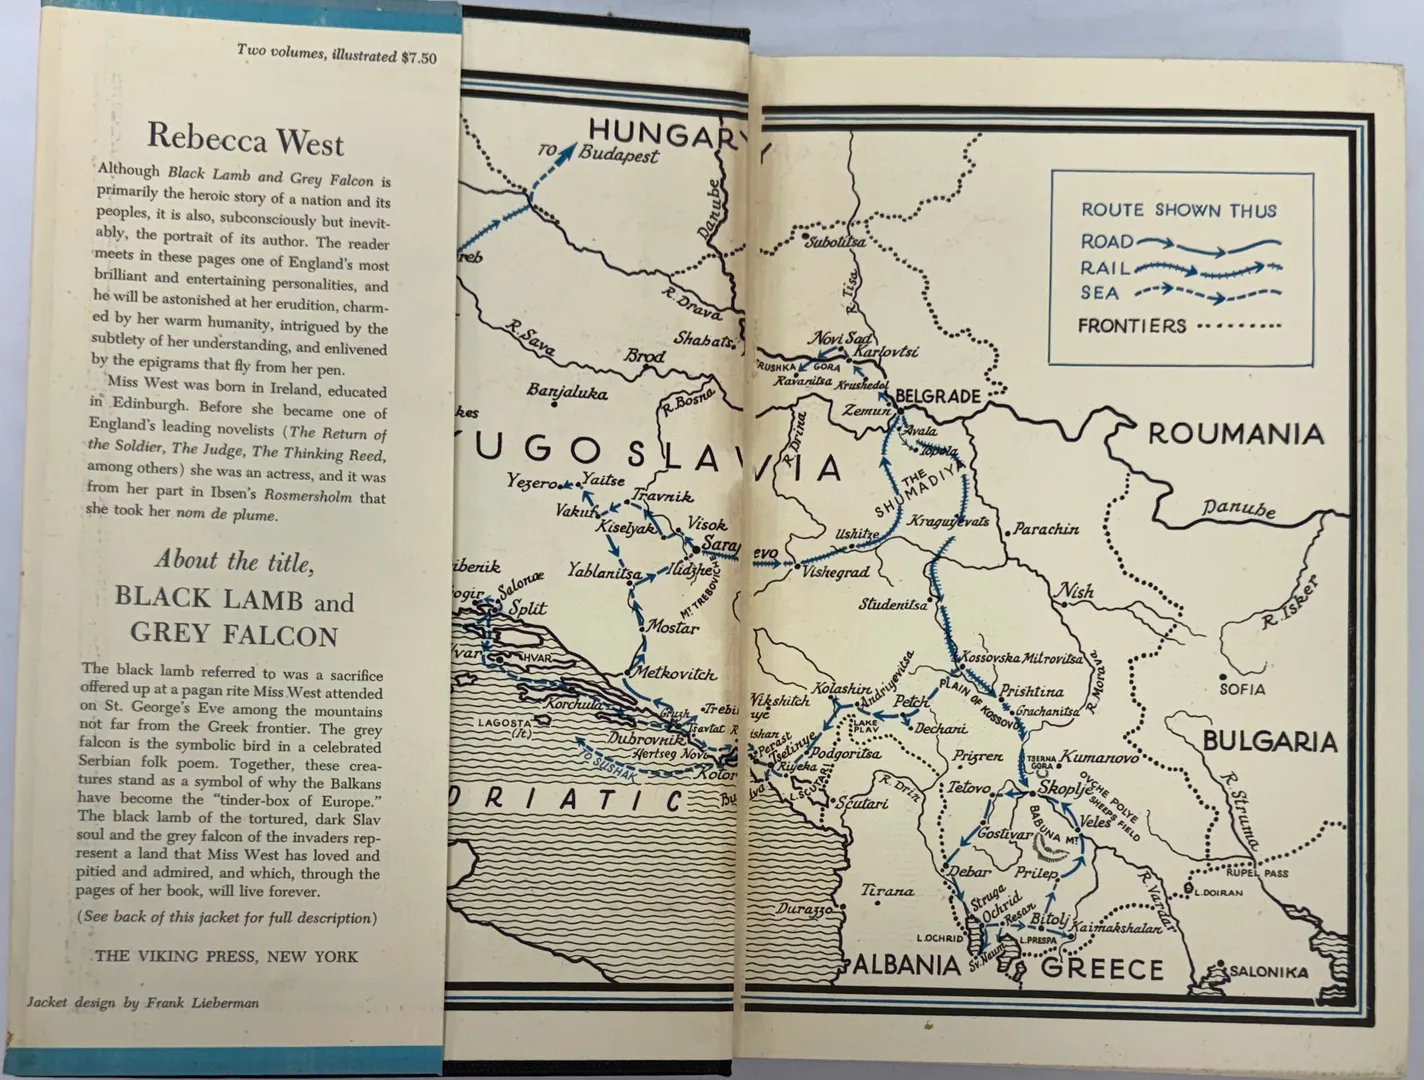 Two volumes, illustrated $7.50
Rebecca West
Although Black Lamb and Grey Falcon is
primarily the heroic story of a nation and its
peoples, it is also, subconsciously but inevit-
ably, the portrait of its author. The reader
meets in these pages one of England's most
brilliant and entertaining personalities, and
he will be astonished at her erudition, charm-
ed by her warm humanity, intrigued by the
subtlety of her understanding, and enlivened
by the epigrams that fly from her pen.
Miss West was born in Ireland, educated
in Edinburgh. Before she became one of
England's leading novelists (The Return of
the Soldier, The Judge, The Thinking Reed,
among others) she was an actress, and it was
from her part in Ibsen's Rosmersholm that
she took her nom de plume.
About the title,
BLACK LAMB and
GREY FALCON
The black lamb referred to was a sacrifice
offered up at a pagan rite Miss West attended
on St. George's Eve among the mountains
not far from the Greek frontier. The grey
falcon is the symbolic bird in a celebrated
Serbian folk poem. Together, these crea-
tures stand as a symbol of why the Balkans
have become the "tinder-box of Europe."
The black lamb of the tortured, dark Slav
soul and the grey falcon of the invaders rep-
resent a land that Miss West has loved and
pitied and admired, and which, through the
pages of her book, will live forever.
(See back of this jacket for full description)
THE VIKING PRESS, NEW YORK
Jacket design by Frank Lieberman
HUNGARY
TO Budapest
Danube
reb
R. Drava
R. Sava
Shabats
Brod
Banjaluka
R. Bosna
kes
YUGOSLAVIA
Yezero
Yaitse
Travnik
Vakuf
Kiselyak
Visok
Sarajevo
Ilidzhe
MT TREBOVICH
Yablanitsa
ibenik
ogir
Salonae
Split
Mostar
var
HVAR
Metkovitch
Korchula
LAGOSTA
(It)
Gruzh
Trebi
Tsavtat
Dubrovnik
Hertseg Novi
TO SUSHAK
Kotor
DRIATIC
Bu
ROUTE SHOWN THUS
ROAD
RAIL
SEA
FRONTIERS
Subotitsa
R. Tisa
Novi Sad
Karlovtsi
FRUSHKA GORA
Ravanitsa
Krushedol
BELGRADE
Zemun
R. Drina
Avala
Topola
THE
SHUMADIYA
ROUMANIA
Danube
Kraguyevats
Parachin
Ushitze
Vishegrad
Studenitsa
Nish
R. Isker
Kossovska Mitrovitsa
PLAIN OF KOSSOVO
Prishtina
Grachanitsa
R. Morava
SOFIA
BULGARIA
Nikshitch
Kolashin
Andriyevitsa
Petch
Dechani
LAKE
PLAV
Perast
Tsetinye
Riyeka
Podgoritsa
L. SCUTARI
Scutari
R. Drin
Prizren
TSERNA
GORA
Kumanovo
Tetovo
Skoplje
OVCHE POLYE
SHEEPS FIELD
Gostivar
BABUNA MT
Veles
R. Struma
Debar
Prilep
RUPEL PASS
L. DOIRAN
R. Vardar
Tirana
Durazzo
Struga
Ochrid
Resan
Bitolj
Kaimakshalan
L. OCHRID
L. PRESPA
Sv. Naum
ALBANIA
GREECE
SALONIKA